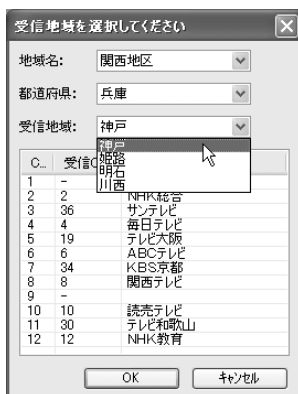 受信地域を選択してください
地域名: 関西地区
都道府県: 兵庫
受信地域: 神戸
神戸
姫路
明石
川西
C... 受信C
1 -
2 2 NHK総合
3 36 サンテレビ
4 4 毎日テレビ
5 19 テレビ大阪
6 6 ABCテレビ
7 34 KBS京都
8 8 関西テレビ
9 -
10 10 読売テレビ
11 30 テレビ和歌山
12 12 NHK教育
OK キャンセル